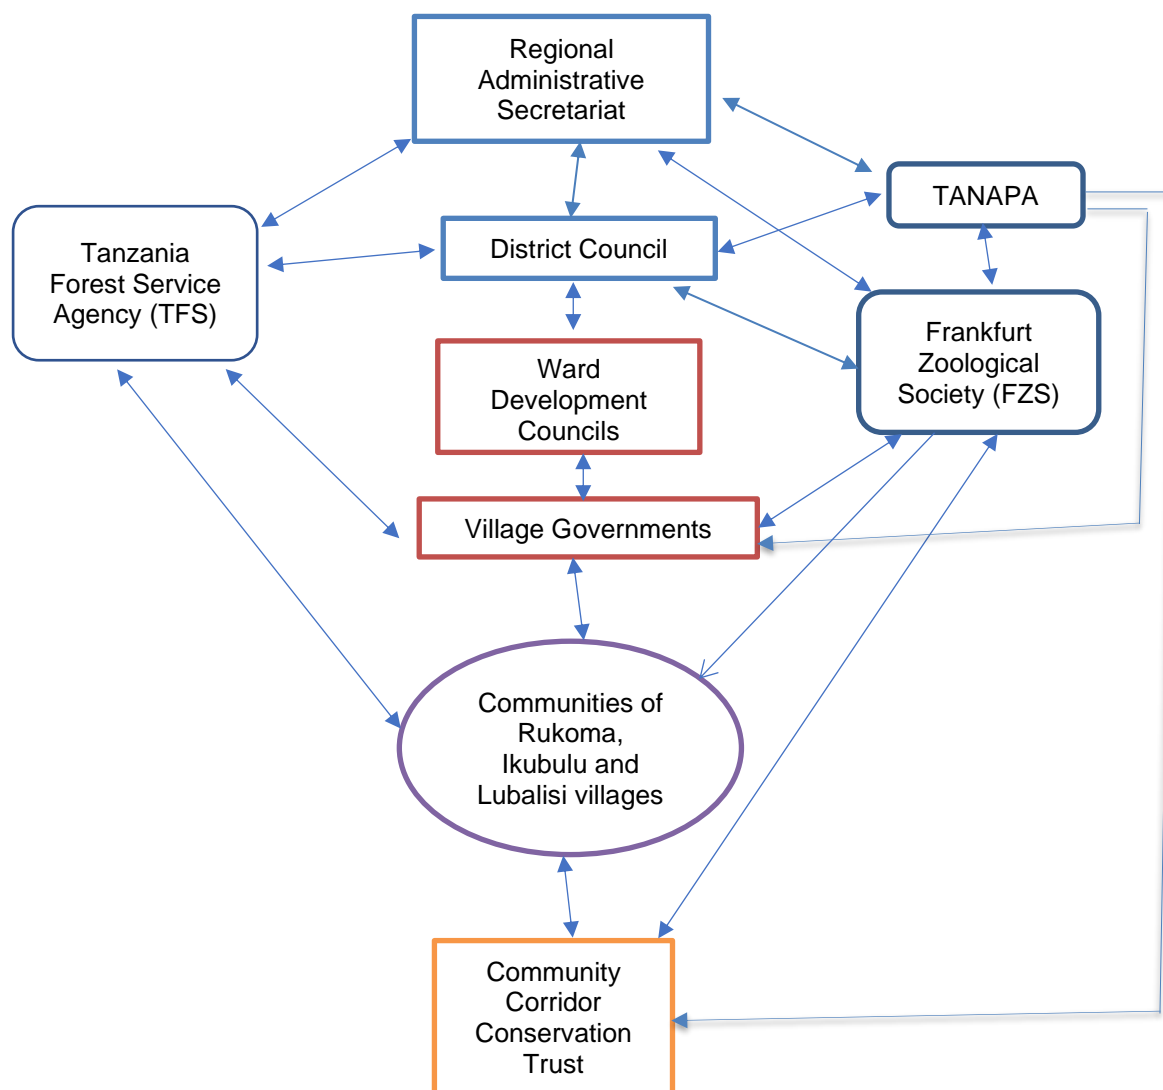 Regional
Administrative
Secretariat
TANAPA
Tanzania
Forest Service
Agency (TFS)
District Council
Frankfurt
Zoological
Society (FZS)
Ward
Development
Councils
Village Governments
Communities of
Rukoma,
Ikubulu and
Lubalisi villages
Community
Corridor
Conservation
Trust